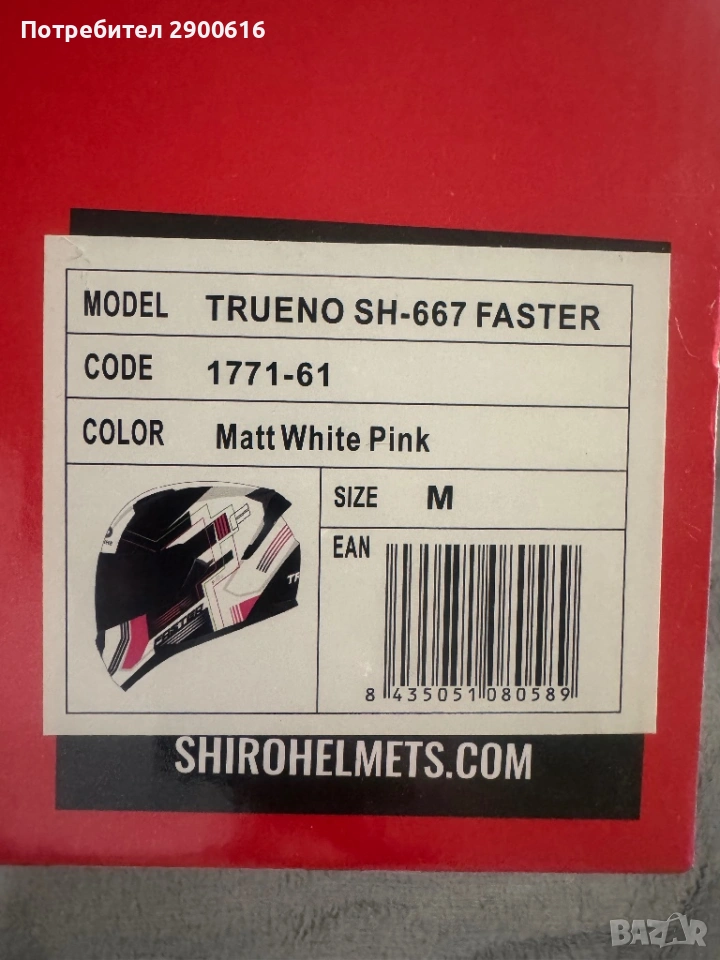 Потребител 2900616
MODEL TRUENO SH-667 FASTER
CODE 1771-61
COLOR Matt White Pink
SIZE M
EAN
8 435051 080589
SHIROHELMETS.COM
BAZAR